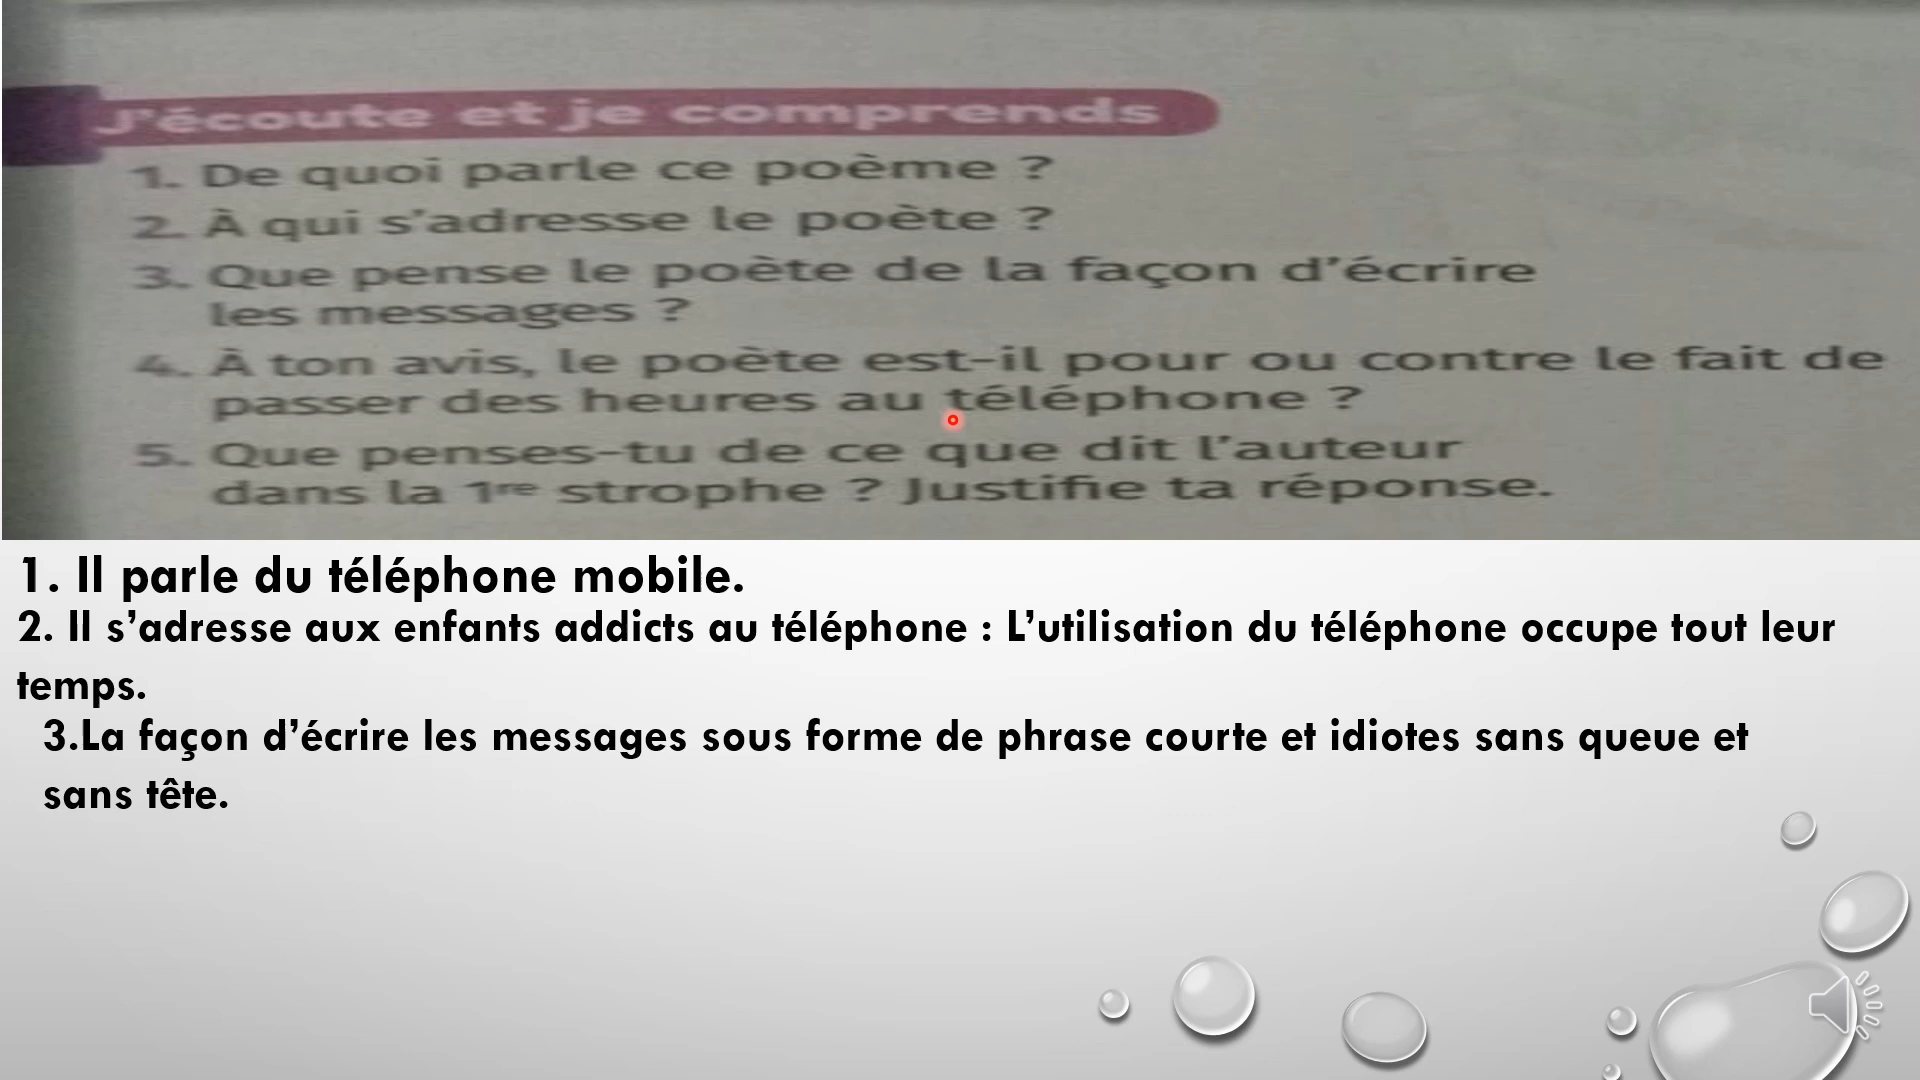 J'écoute et je comprends
1. De quoi parle ce poème ?
2. À qui s'adresse le poète ?
3. Que pense le poète de la façon d'écrire
les messages ?
4. À ton avis, le poète est-il pour ou contre le fait de
passer des heures au téléphone ?
5. Que penses-tu de ce que dit l'auteur
dans la 1re strophe ? Justifie ta réponse.
1. Il parle du téléphone mobile.
2. Il s’adresse aux enfants addicts au téléphone : L’utilisation du téléphone occupe tout leur
temps.
3.La façon d’écrire les messages sous forme de phrase courte et idiotes sans queue et
sans tête.